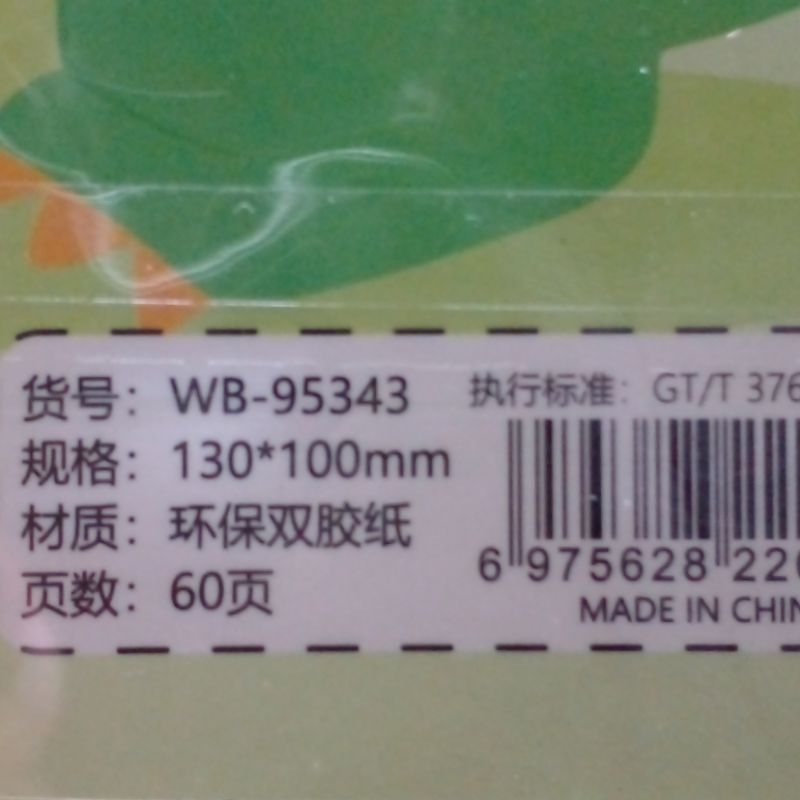 货号：WB-95343
规格：130*100mm
材质：环保双胶纸
页数：60页
执行标准：GT/T 376
6 975628 220
MADE IN CHIN